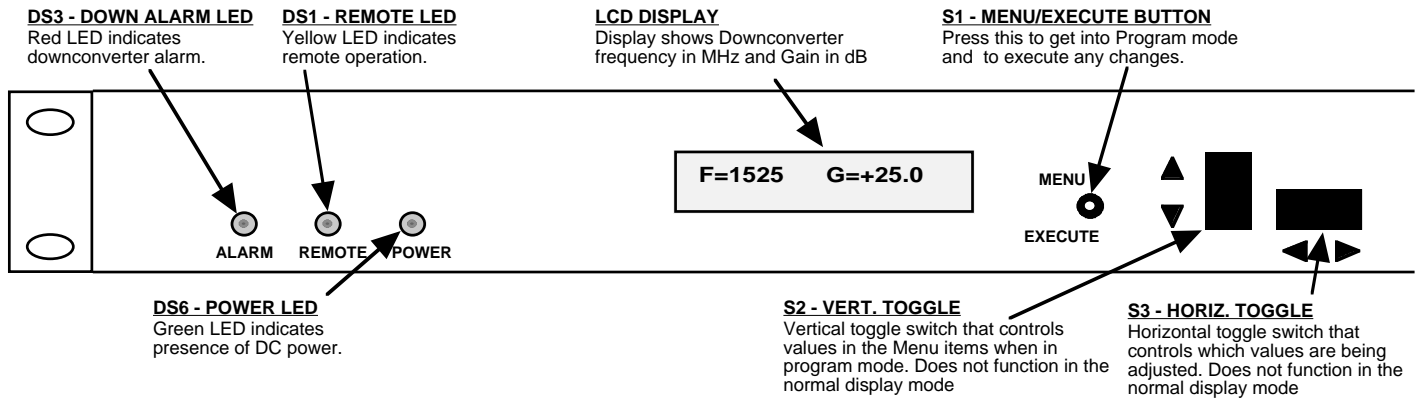 DS3 - DOWN ALARM LED
Red LED indicates
downconverter alarm.
DS1 - REMOTE LED
Yellow LED indicates
remote operation.
LCD DISPLAY
Display shows Downconverter
frequency in MHz and Gain in dB
S1 - MENU/EXECUTE BUTTON
Press this to get into Program mode
and to execute any changes.
F=1525 G=+25.0
MENU
EXECUTE
ALARM REMOTE POWER
DS6 - POWER LED
Green LED indicates
presence of DC power.
S2 - VERT. TOGGLE
Vertical toggle switch that controls
values in the Menu items when in
program mode. Does not function in the
normal display mode
S3 - HORIZ. TOGGLE
Horizontal toggle switch that
controls which values are being
adjusted. Does not function in the
normal display mode